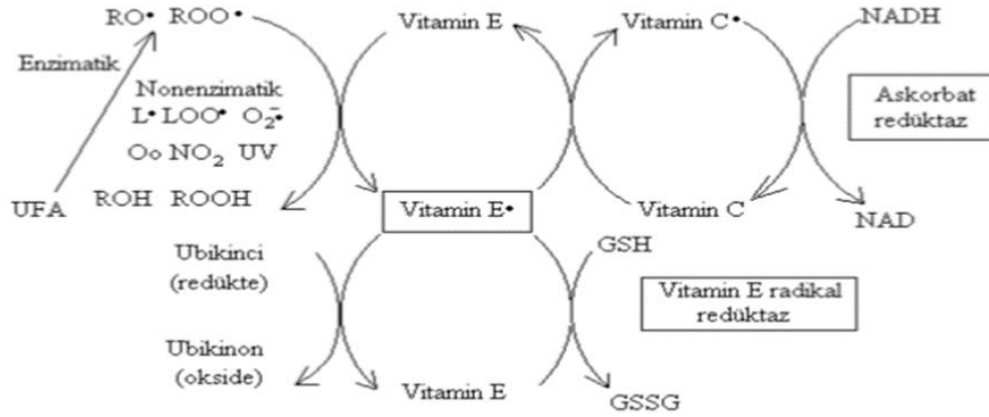 RO• ROO•
Vitamin E
Vitamin C•
NADH
Enzimatik
Nonenzimatik
L• LOO• O₂⁻•
Askorbat
redüktaz
Oo NO₂ UV
UFA
ROH ROOH
Vitamin E•
Vitamin C
NAD
Ubikinci
(redükte)
GSH
Vitamin E radikal
redüktaz
Ubikinon
(okside)
Vitamin E
GSSG